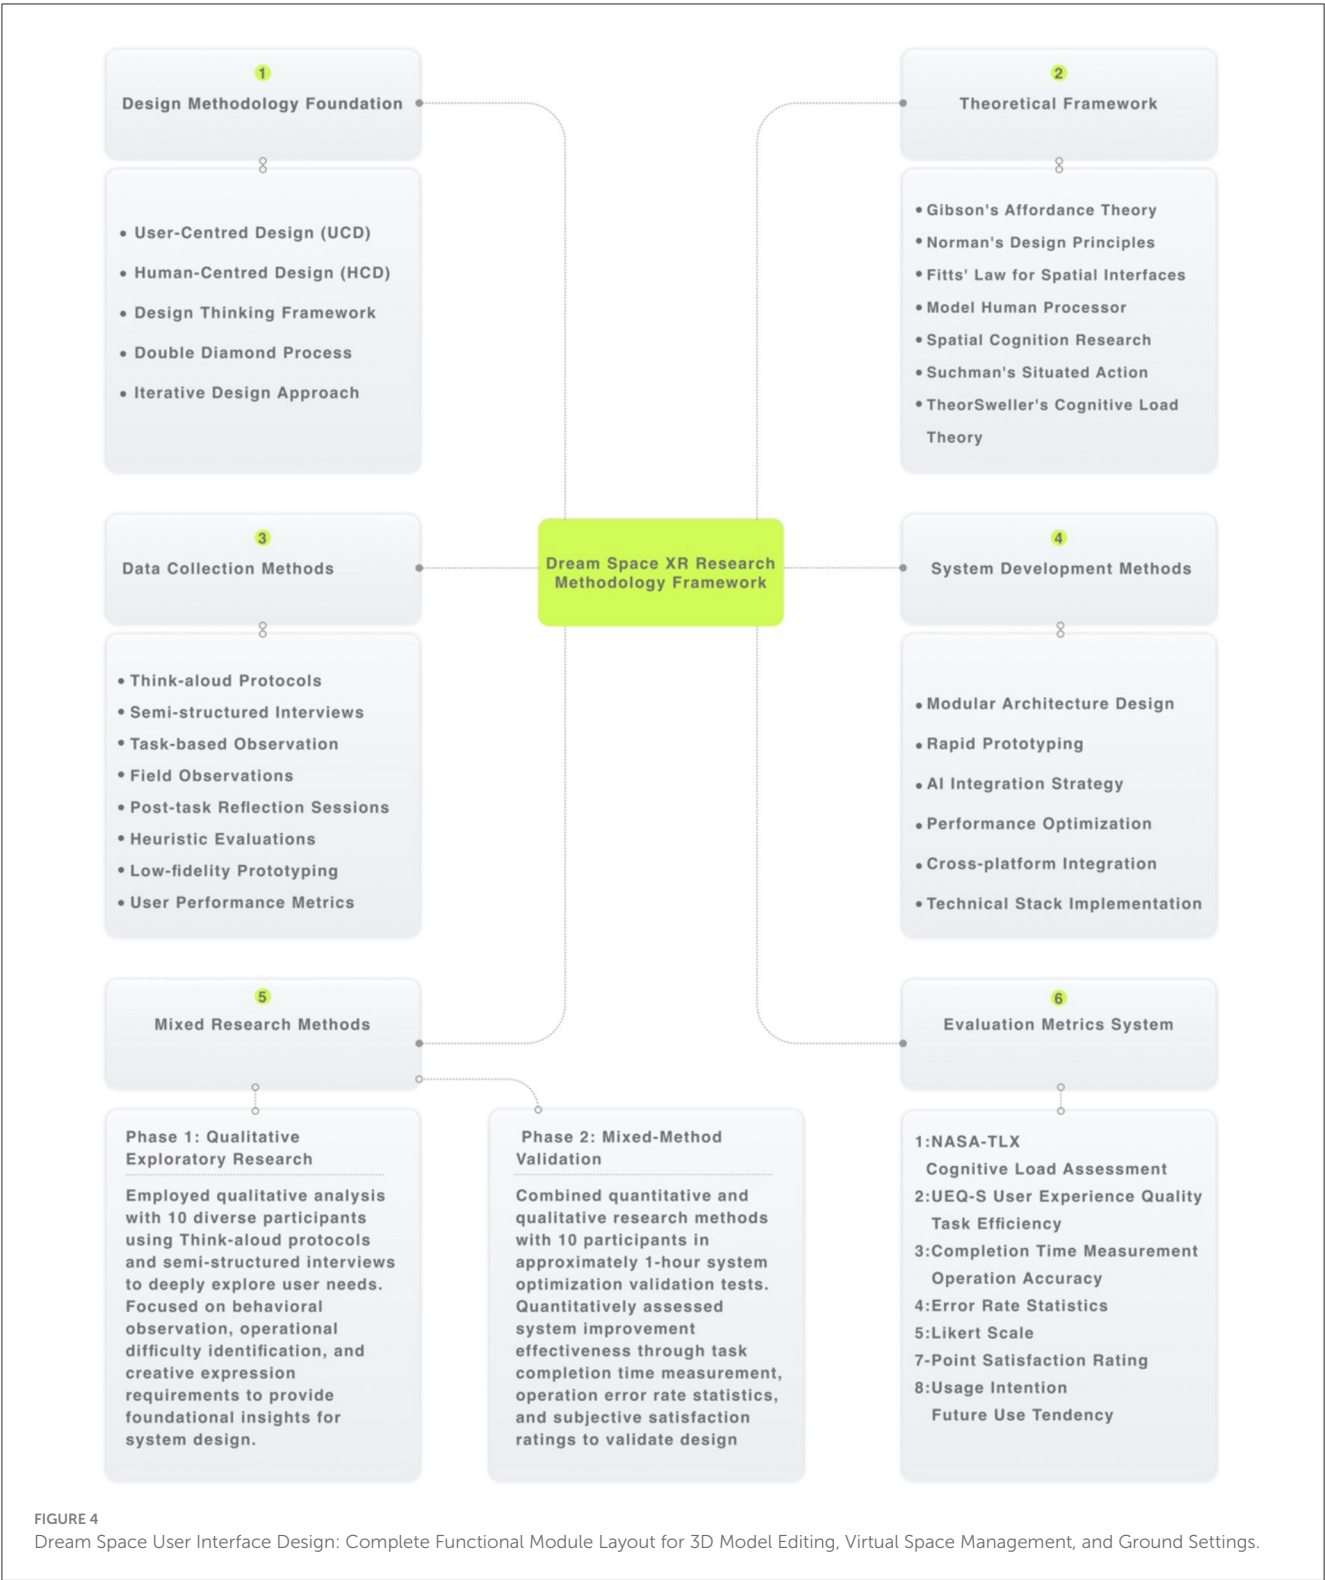 1
Design Methodology Foundation
• User-Centred Design (UCD)
• Human-Centred Design (HCD)
• Design Thinking Framework
• Double Diamond Process
• Iterative Design Approach
2
Theoretical Framework
• Gibson's Affordance Theory
• Norman's Design Principles
• Fitts' Law for Spatial Interfaces
• Model Human Processor
• Spatial Cognition Research
• Suchman's Situated Action
• TheorSweller's Cognitive Load
Theory
Dream Space XR Research
Methodology Framework
3
Data Collection Methods
• Think-aloud Protocols
• Semi-structured Interviews
• Task-based Observation
• Field Observations
• Post-task Reflection Sessions
• Heuristic Evaluations
• Low-fidelity Prototyping
• User Performance Metrics
4
System Development Methods
• Modular Architecture Design
• Rapid Prototyping
• AI Integration Strategy
• Performance Optimization
• Cross-platform Integration
• Technical Stack Implementation
5
Mixed Research Methods
Phase 1: Qualitative
Exploratory Research
Employed qualitative analysis
with 10 diverse participants
using Think-aloud protocols
and semi-structured interviews
to deeply explore user needs.
Focused on behavioral
observation, operational
difficulty identification, and
creative expression
requirements to provide
foundational insights for
system design.
Phase 2: Mixed-Method
Validation
Combined quantitative and
qualitative research methods
with 10 participants in
approximately 1-hour system
optimization validation tests.
Quantitatively assessed
system improvement
effectiveness through task
completion time measurement,
operation error rate statistics,
and subjective satisfaction
ratings to validate design
6
Evaluation Metrics System
1:NASA-TLX
Cognitive Load Assessment
2:UEQ-S User Experience Quality
Task Efficiency
3:Completion Time Measurement
Operation Accuracy
4:Error Rate Statistics
5:Likert Scale
7-Point Satisfaction Rating
8:Usage Intention
Future Use Tendency
FIGURE 4
Dream Space User Interface Design: Complete Functional Module Layout for 3D Model Editing, Virtual Space Management, and Ground Settings.